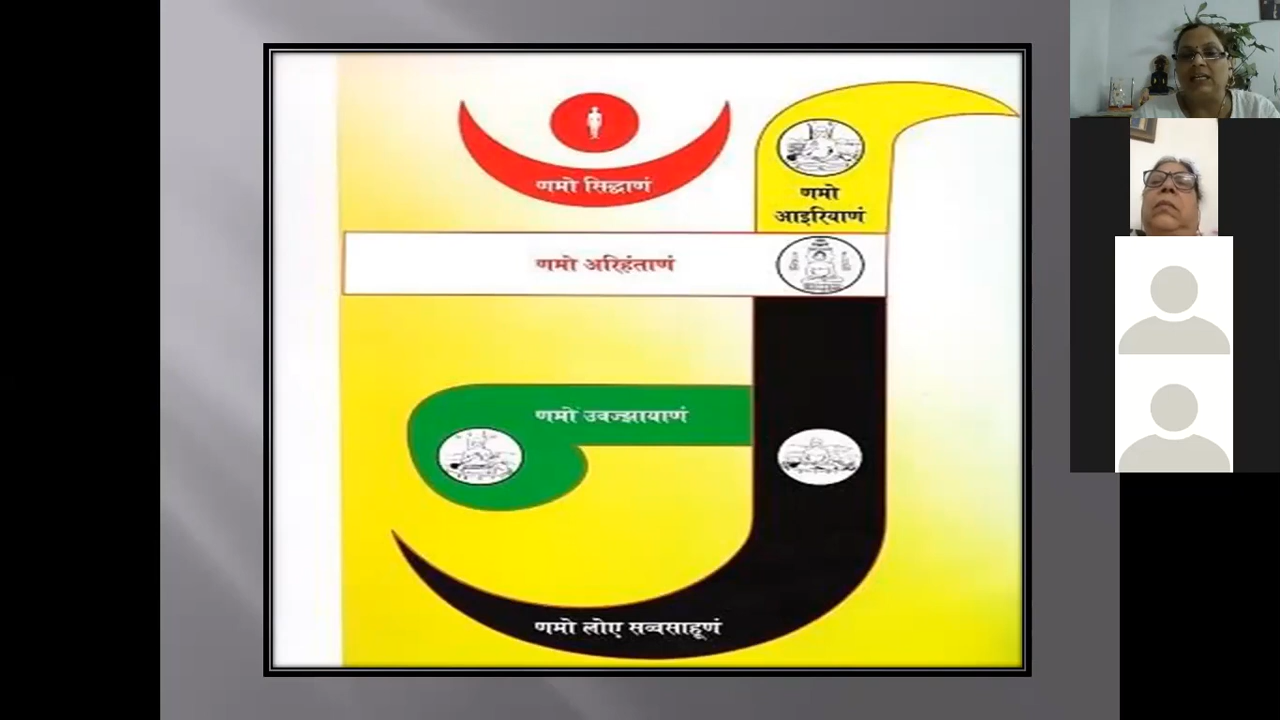 णमो सिद्धाणं
णमो
आइरियाणं
णमो अरिहंताणं
णमो उवज्झायाणं
णमो लोए सव्वसाहूणं